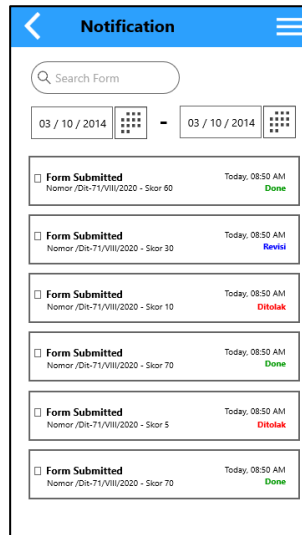 Notification
Search Form
03 / 10 / 2014 - 03 / 10 / 2014
Form Submitted Today, 08:50 AM
Nomor /Dit-71/VIII/2020 - Skor 60 Done
Form Submitted Today, 08:50 AM
Nomor /Dit-71/VIII/2020 - Skor 30 Revisi
Form Submitted Today, 08:50 AM
Nomor /Dit-71/VIII/2020 - Skor 10 Ditolak
Form Submitted Today, 08:50 AM
Nomor /Dit-71/VIII/2020 - Skor 70 Done
Form Submitted Today, 08:50 AM
Nomor /Dit-71/VIII/2020 - Skor 5 Ditolak
Form Submitted Today, 08:50 AM
Nomor /Dit-71/VIII/2020 - Skor 70 Done